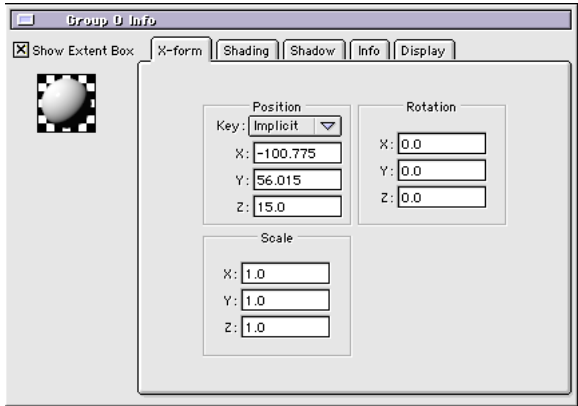 Group 0 Info
Show Extent Box
X-form Shading Shadow Info Display
Position
Key: Implicit
X: -100.775
Y: 56.015
Z: 15.0
Rotation
X: 0.0
Y: 0.0
Z: 0.0
Scale
X: 1.0
Y: 1.0
Z: 1.0